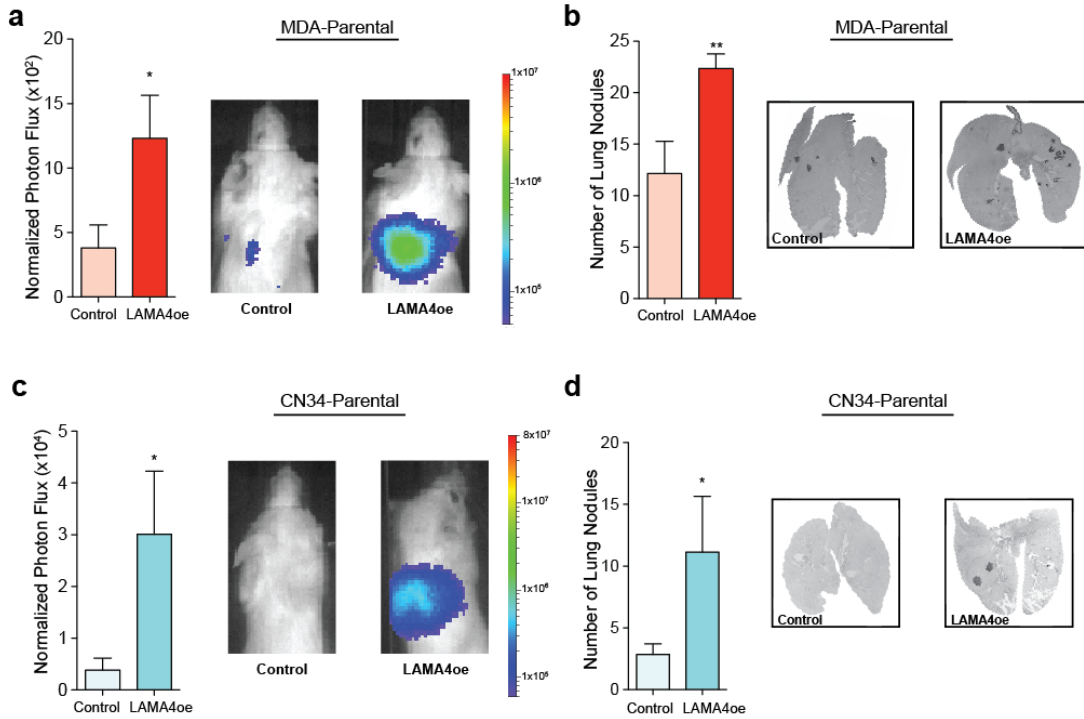 a
MDA-Parental
Normalized Photon Flux (x10²)
20
15
10
5
0
*
Control
LAMA4oe
Control
LAMA4oe
1x10⁷
1x10⁶
1x10⁵
b
MDA-Parental
Number of Lung Nodules
25
20
15
10
5
0
**
Control
LAMA4oe
Control
LAMA4oe
c
CN34-Parental
Normalized Photon Flux (x10⁴)
5
4
3
2
1
0
*
Control
LAMA4oe
Control
LAMA4oe
8x10⁷
1x10⁷
1x10⁶
1x10⁵
d
CN34-Parental
Number of Lung Nodules
20
15
10
5
0
*
Control
LAMA4oe
Control
LAMA4oe